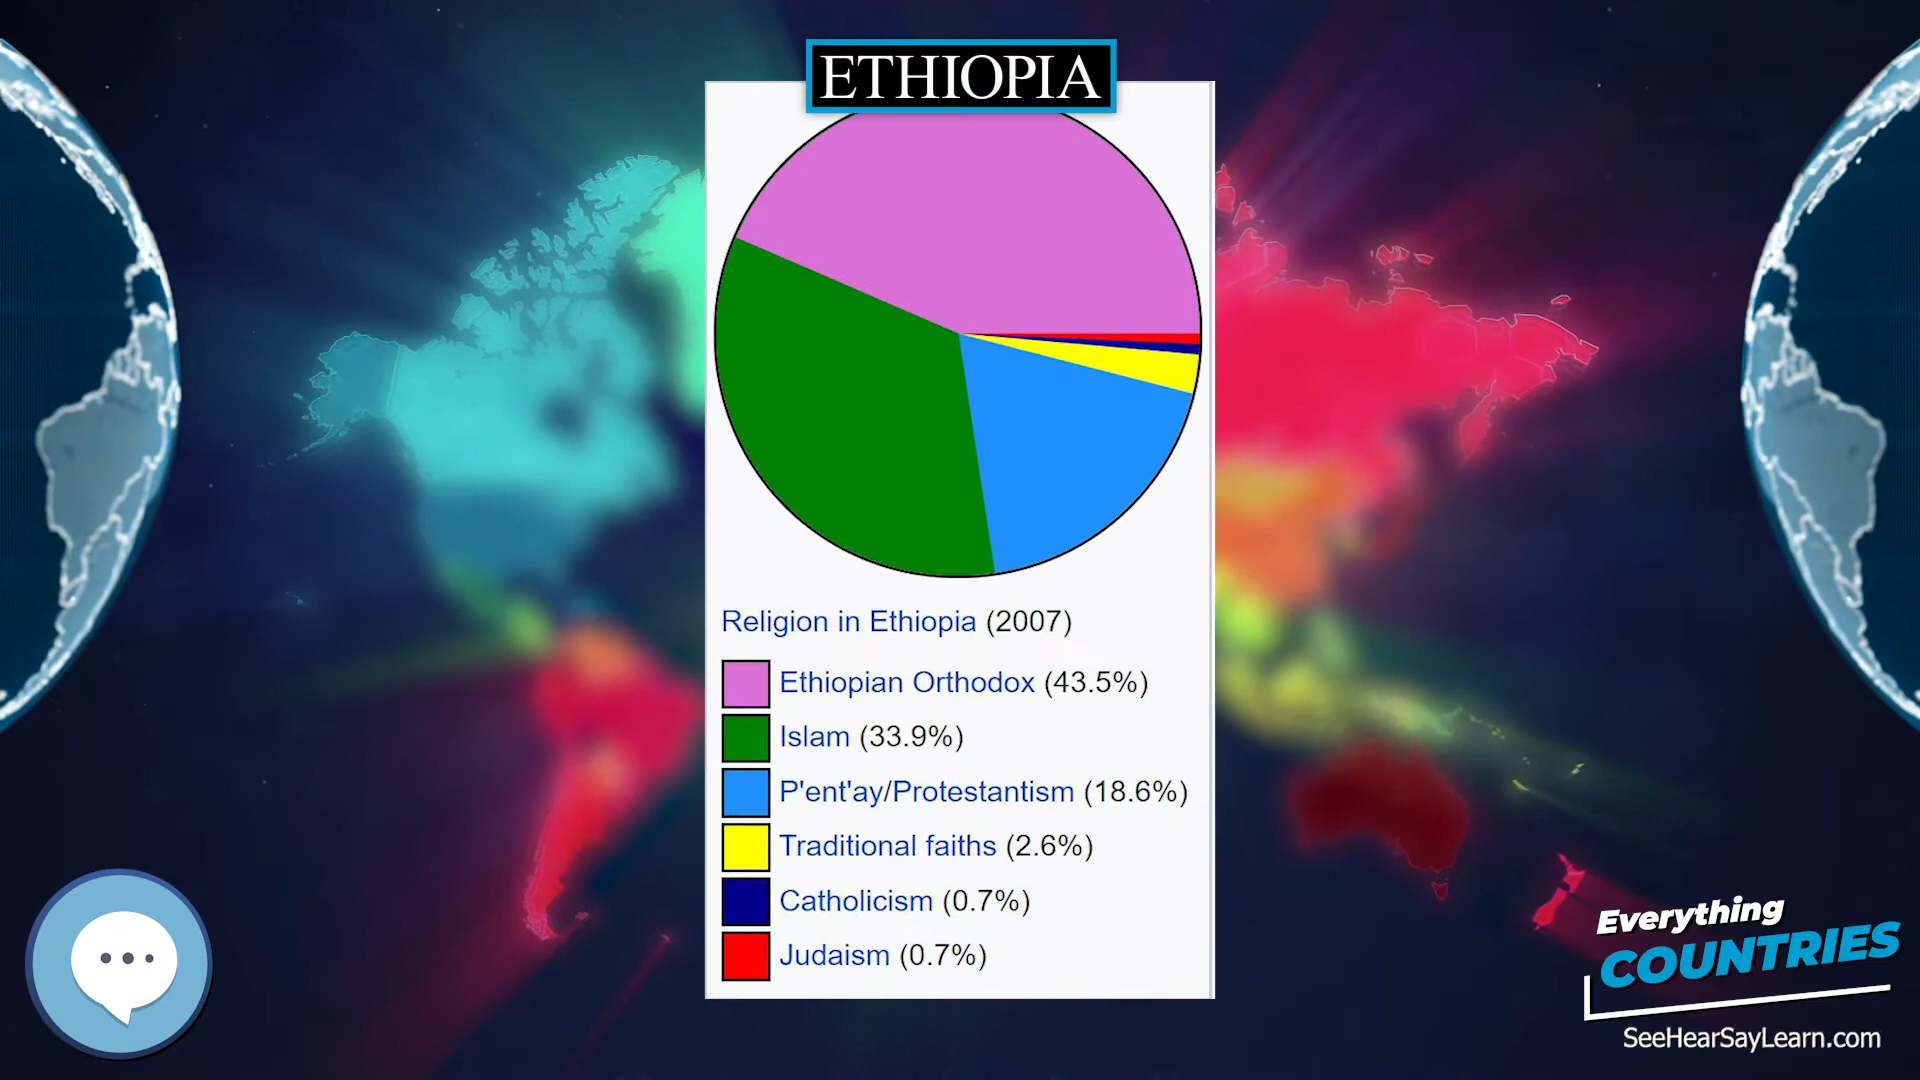 ETHIOPIA
Religion in Ethiopia (2007)
Ethiopian Orthodox (43.5%)
Islam (33.9%)
P'ent'ay/Protestantism (18.6%)
Traditional faiths (2.6%)
Catholicism (0.7%)
Judaism (0.7%)
Everything
COUNTRIES
SeeHearSayLearn.com